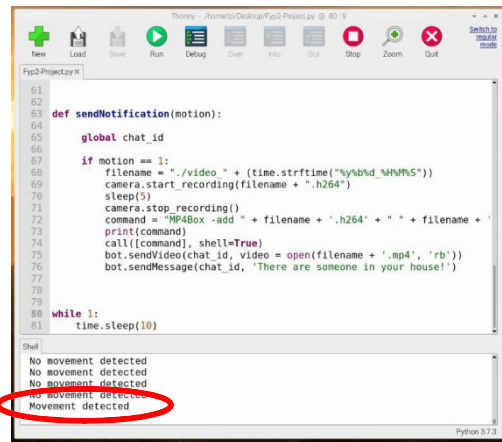 Thonny - /home/pi/Desktop/Fyp2-Project.py @ 80:9
New Load Save Run Debug Over Into Out Stop Zoom Quit
Switch to
regular
mode
Fyp2-Project.py
61
62
63 def sendNotification(motion):
64
65 global chat_id
66
67 if motion == 1:
68 filename = "./video_" + (time.strftime("%y%b%d_%H%M%S"))
69 camera.start_recording(filename + ".h264")
70 sleep(5)
71 camera.stop_recording()
72 command = "MP4Box -add " + filename + '.h264' + " " + filename + '
73 print(command)
74 call([command], shell=True)
75 bot.sendVideo(chat_id, video = open(filename + '.mp4', 'rb'))
76 bot.sendMessage(chat_id, 'There are someone in your house!')
77
78
79
80 while 1:
81 time.sleep(10)
Shell
No movement detected
No movement detected
No movement detected
No movement detected
Movement detected
Python 3.7.3